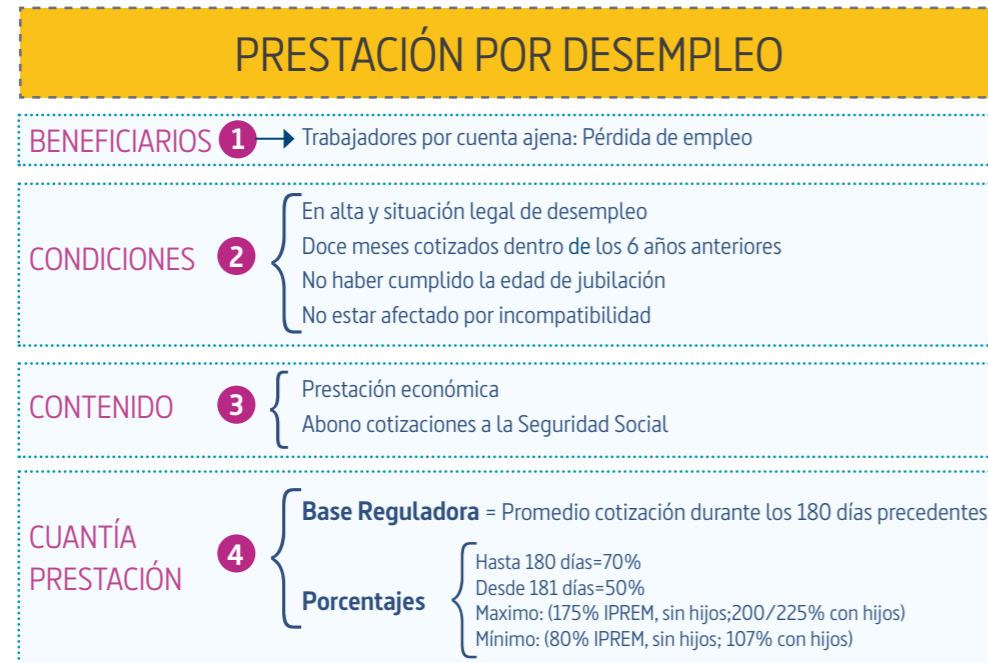 PRESTACIÓN POR DESEMPLEO
BENEFICIARIOS 1 Trabajadores por cuenta ajena: Pérdida de empleo
CONDICIONES 2
En alta y situación legal de desempleo
Doce meses cotizados dentro de los 6 años anteriores
No haber cumplido la edad de jubilación
No estar afectado por incompatibilidad
CONTENIDO 3
Prestación económica
Abono cotizaciones a la Seguridad Social
CUANTÍA
PRESTACIÓN
4
Base Reguladora = Promedio cotización durante los 180 días precedentes
Porcentajes
Hasta 180 días=70%
Desde 181 días=50%
Maximo: (175% IPREM, sin hijos;200/225% con hijos)
Mínimo: (80% IPREM, sin hijos; 107% con hijos)